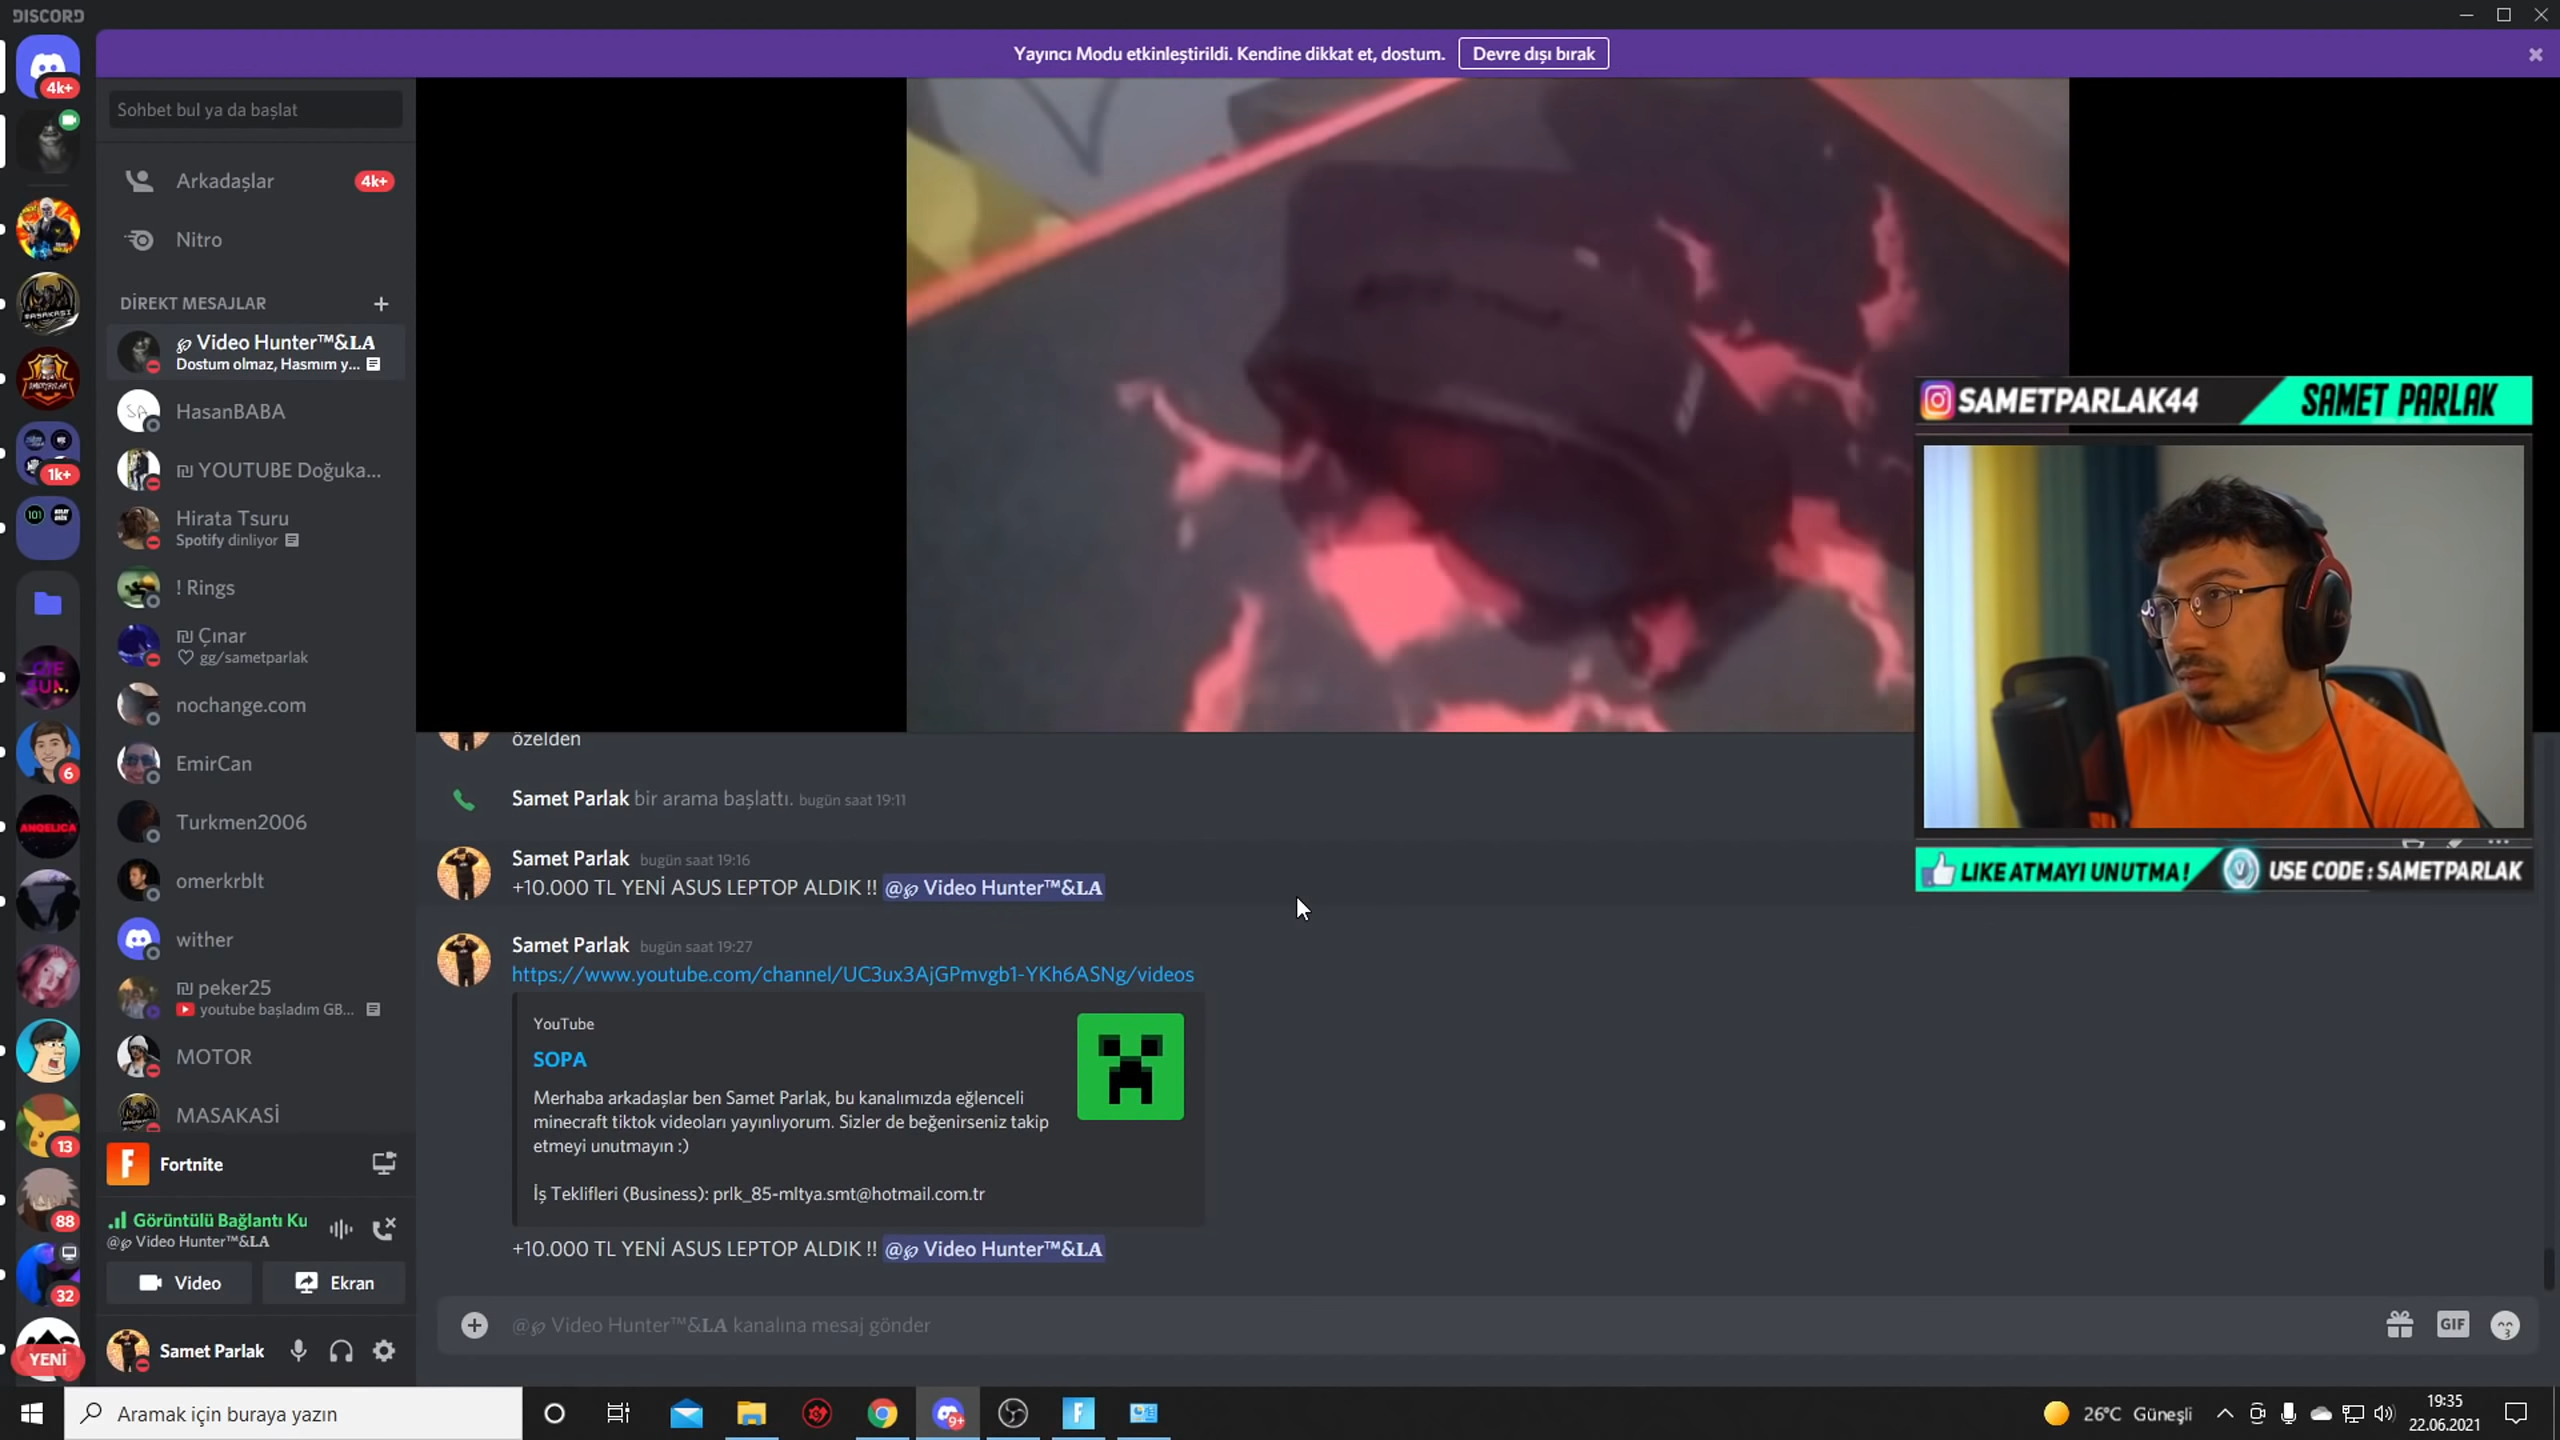 DISCORD
Yayıncı Modu etkinleştirildi. Kendine dikkat et, dostum.
Devre dışı bırak
4k+
1k+
101
6
ANGELICA
13
88
32
YENİ
Sohbet bul ya da başlat
Arkadaşlar
4k+
Nitro
DİREKT MESAJLAR
Video Hunter™&LA
Dostum olmaz, Hasmım y...
SA
HasanBABA
₪ YOUTUBE Doğuka...
Hirata Tsuru
Spotify dinliyor
! Rings
₪ Çınar
♡ gg/sametparlak
nochange.com
EmirCan
Turkmen2006
omerkrblt
wither
₪ peker25
youtube başladım GB...
MOTOR
MASAKASİ
Fortnite
Görüntülü Bağlantı Ku
@℘ Video Hunter™&LA
Video
Ekran
Samet Parlak
özelden
Samet Parlak bir arama başlattı. bugün saat 19:11
Samet Parlak bugün saat 19:16
+10.000 TL YENİ ASUS LEPTOP ALDIK !! @℘ Video Hunter™&LA
Samet Parlak bugün saat 19:27
https://www.youtube.com/channel/UC3ux3AjGPmvgb1-YKh6ASNg/videos
YouTube
SOPA
Merhaba arkadaşlar ben Samet Parlak, bu kanalımızda eğlenceli
minecraft tiktok videoları yayınlıyorum. Sizler de beğenirseniz takip
etmeyi unutmayın :)
İş Teklifleri (Business): prlk_85-mltya.smt@hotmail.com.tr
+10.000 TL YENİ ASUS LEPTOP ALDIK !! @℘ Video Hunter™&LA
@℘ Video Hunter™&LA kanalına mesaj gönder
GIF
SAMETPARLAK44
SAMET PARLAK
LIKE ATMAYI UNUTMA!
USE CODE : SAMETPARLAK
Aramak için buraya yazın
9+
26°C Güneşli
19:35
22.06.2021